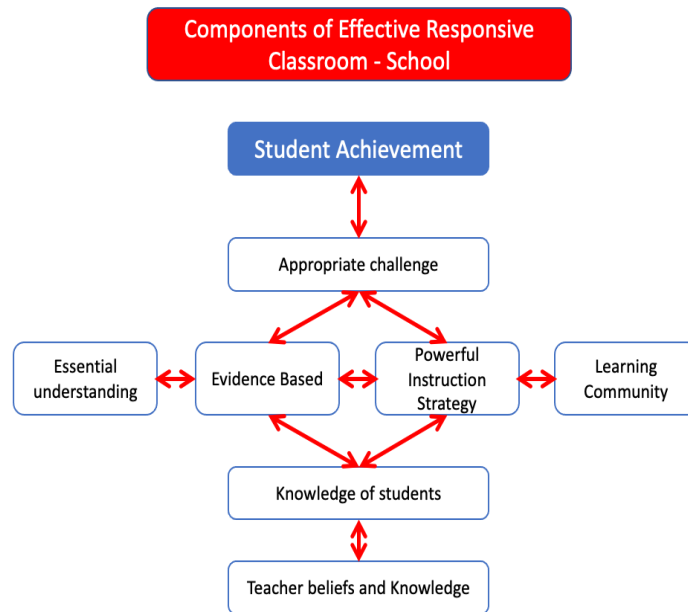 Components of Effective Responsive
Classroom - School
Student Achievement
Appropriate challenge
Essential
understanding
Evidence Based
Powerful
Instruction
Strategy
Learning
Community
Knowledge of students
Teacher beliefs and Knowledge